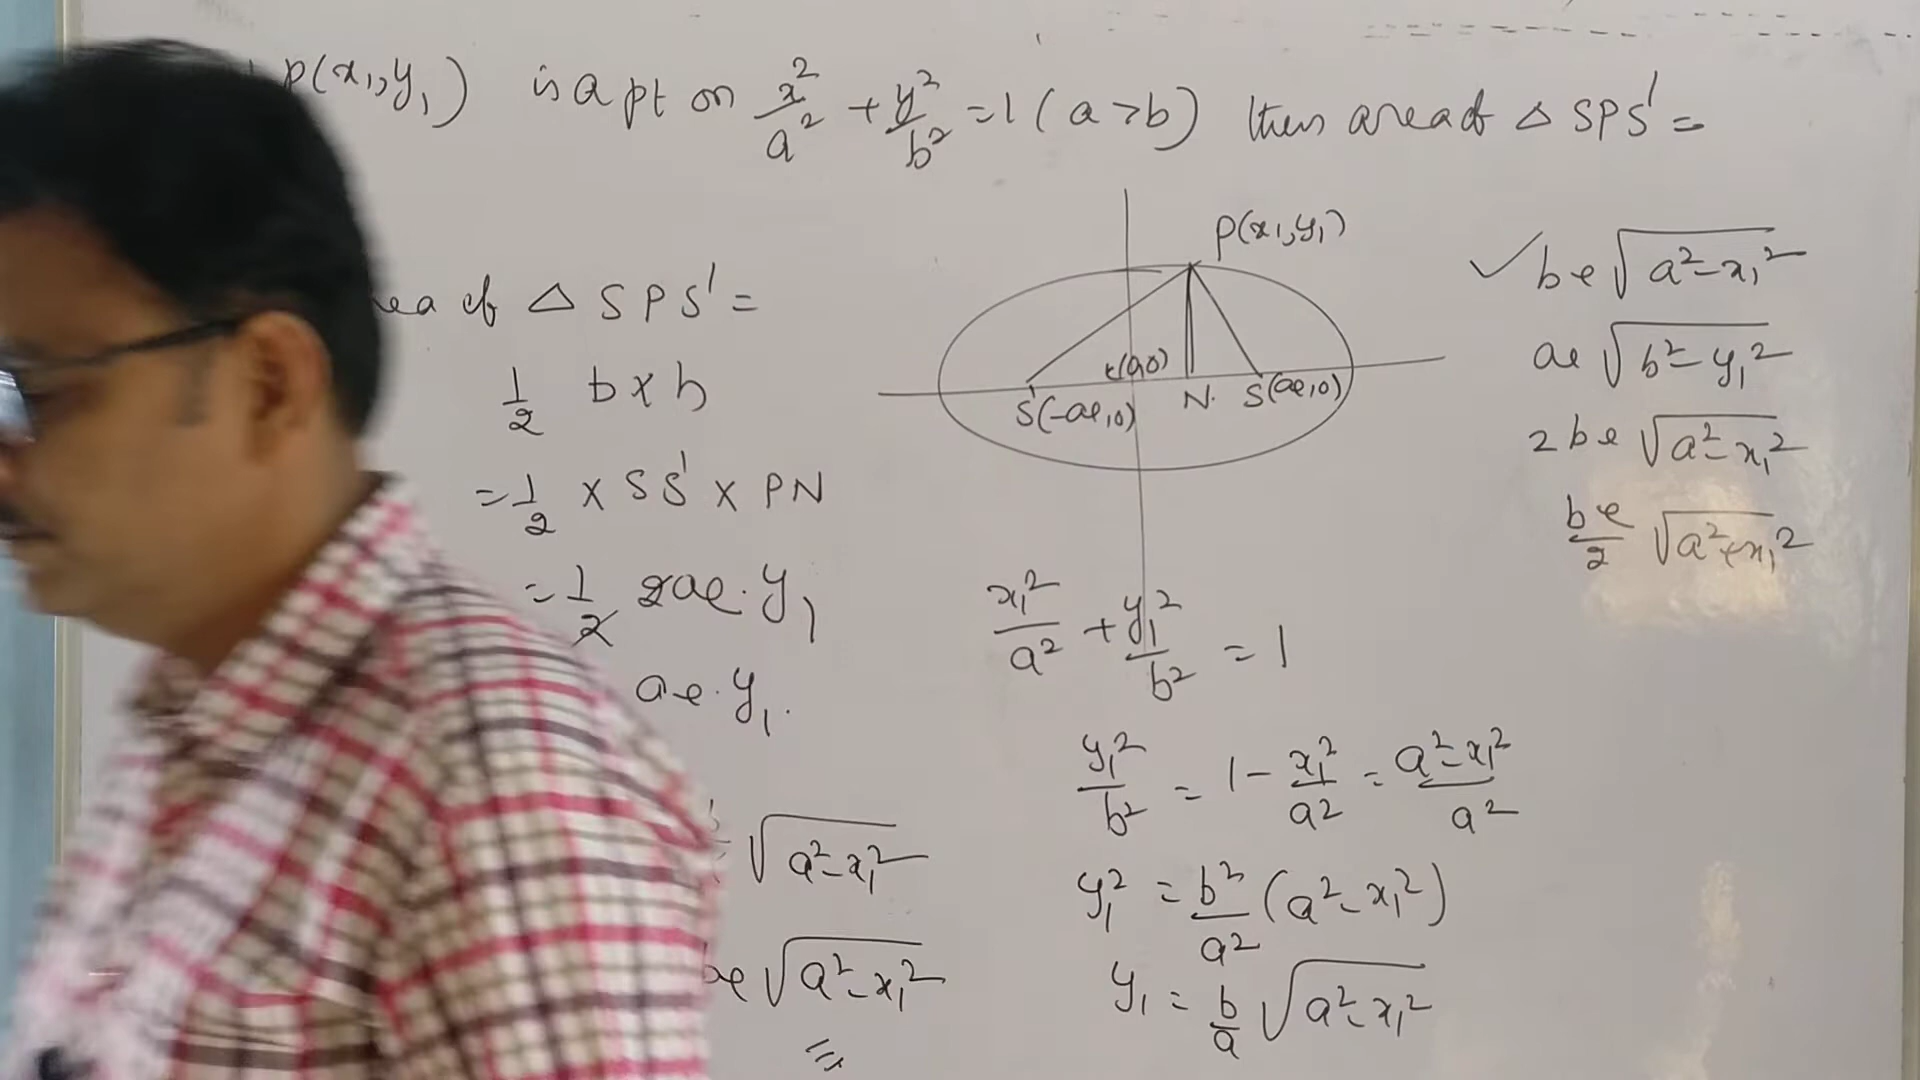 P(x₁,y₁) is a pt on x²/a² + y²/b² = 1 (a>b) then area of △ SPS' =
of △ SPS' =
1/2 b x h
= 1/2 x SS' x PN
= 1/2 2ae.y₁
ae.y₁.
√a²-x₁²
e √a²-x₁²
P(x₁,y₁)
S'(-ae,0)
N.
S(ae,0)
x₁²/a² + y₁²/b² = 1
y₁²/b² = 1 - x₁²/a² = a²-x₁²/a²
y₁² = b²/a² (a²-x₁²)
y₁ = b/a √a²-x₁²
✓ be √a²-x₁²
ae √b²-y₁²
2be √a²-x₁²
be/2 √a²+x₁²